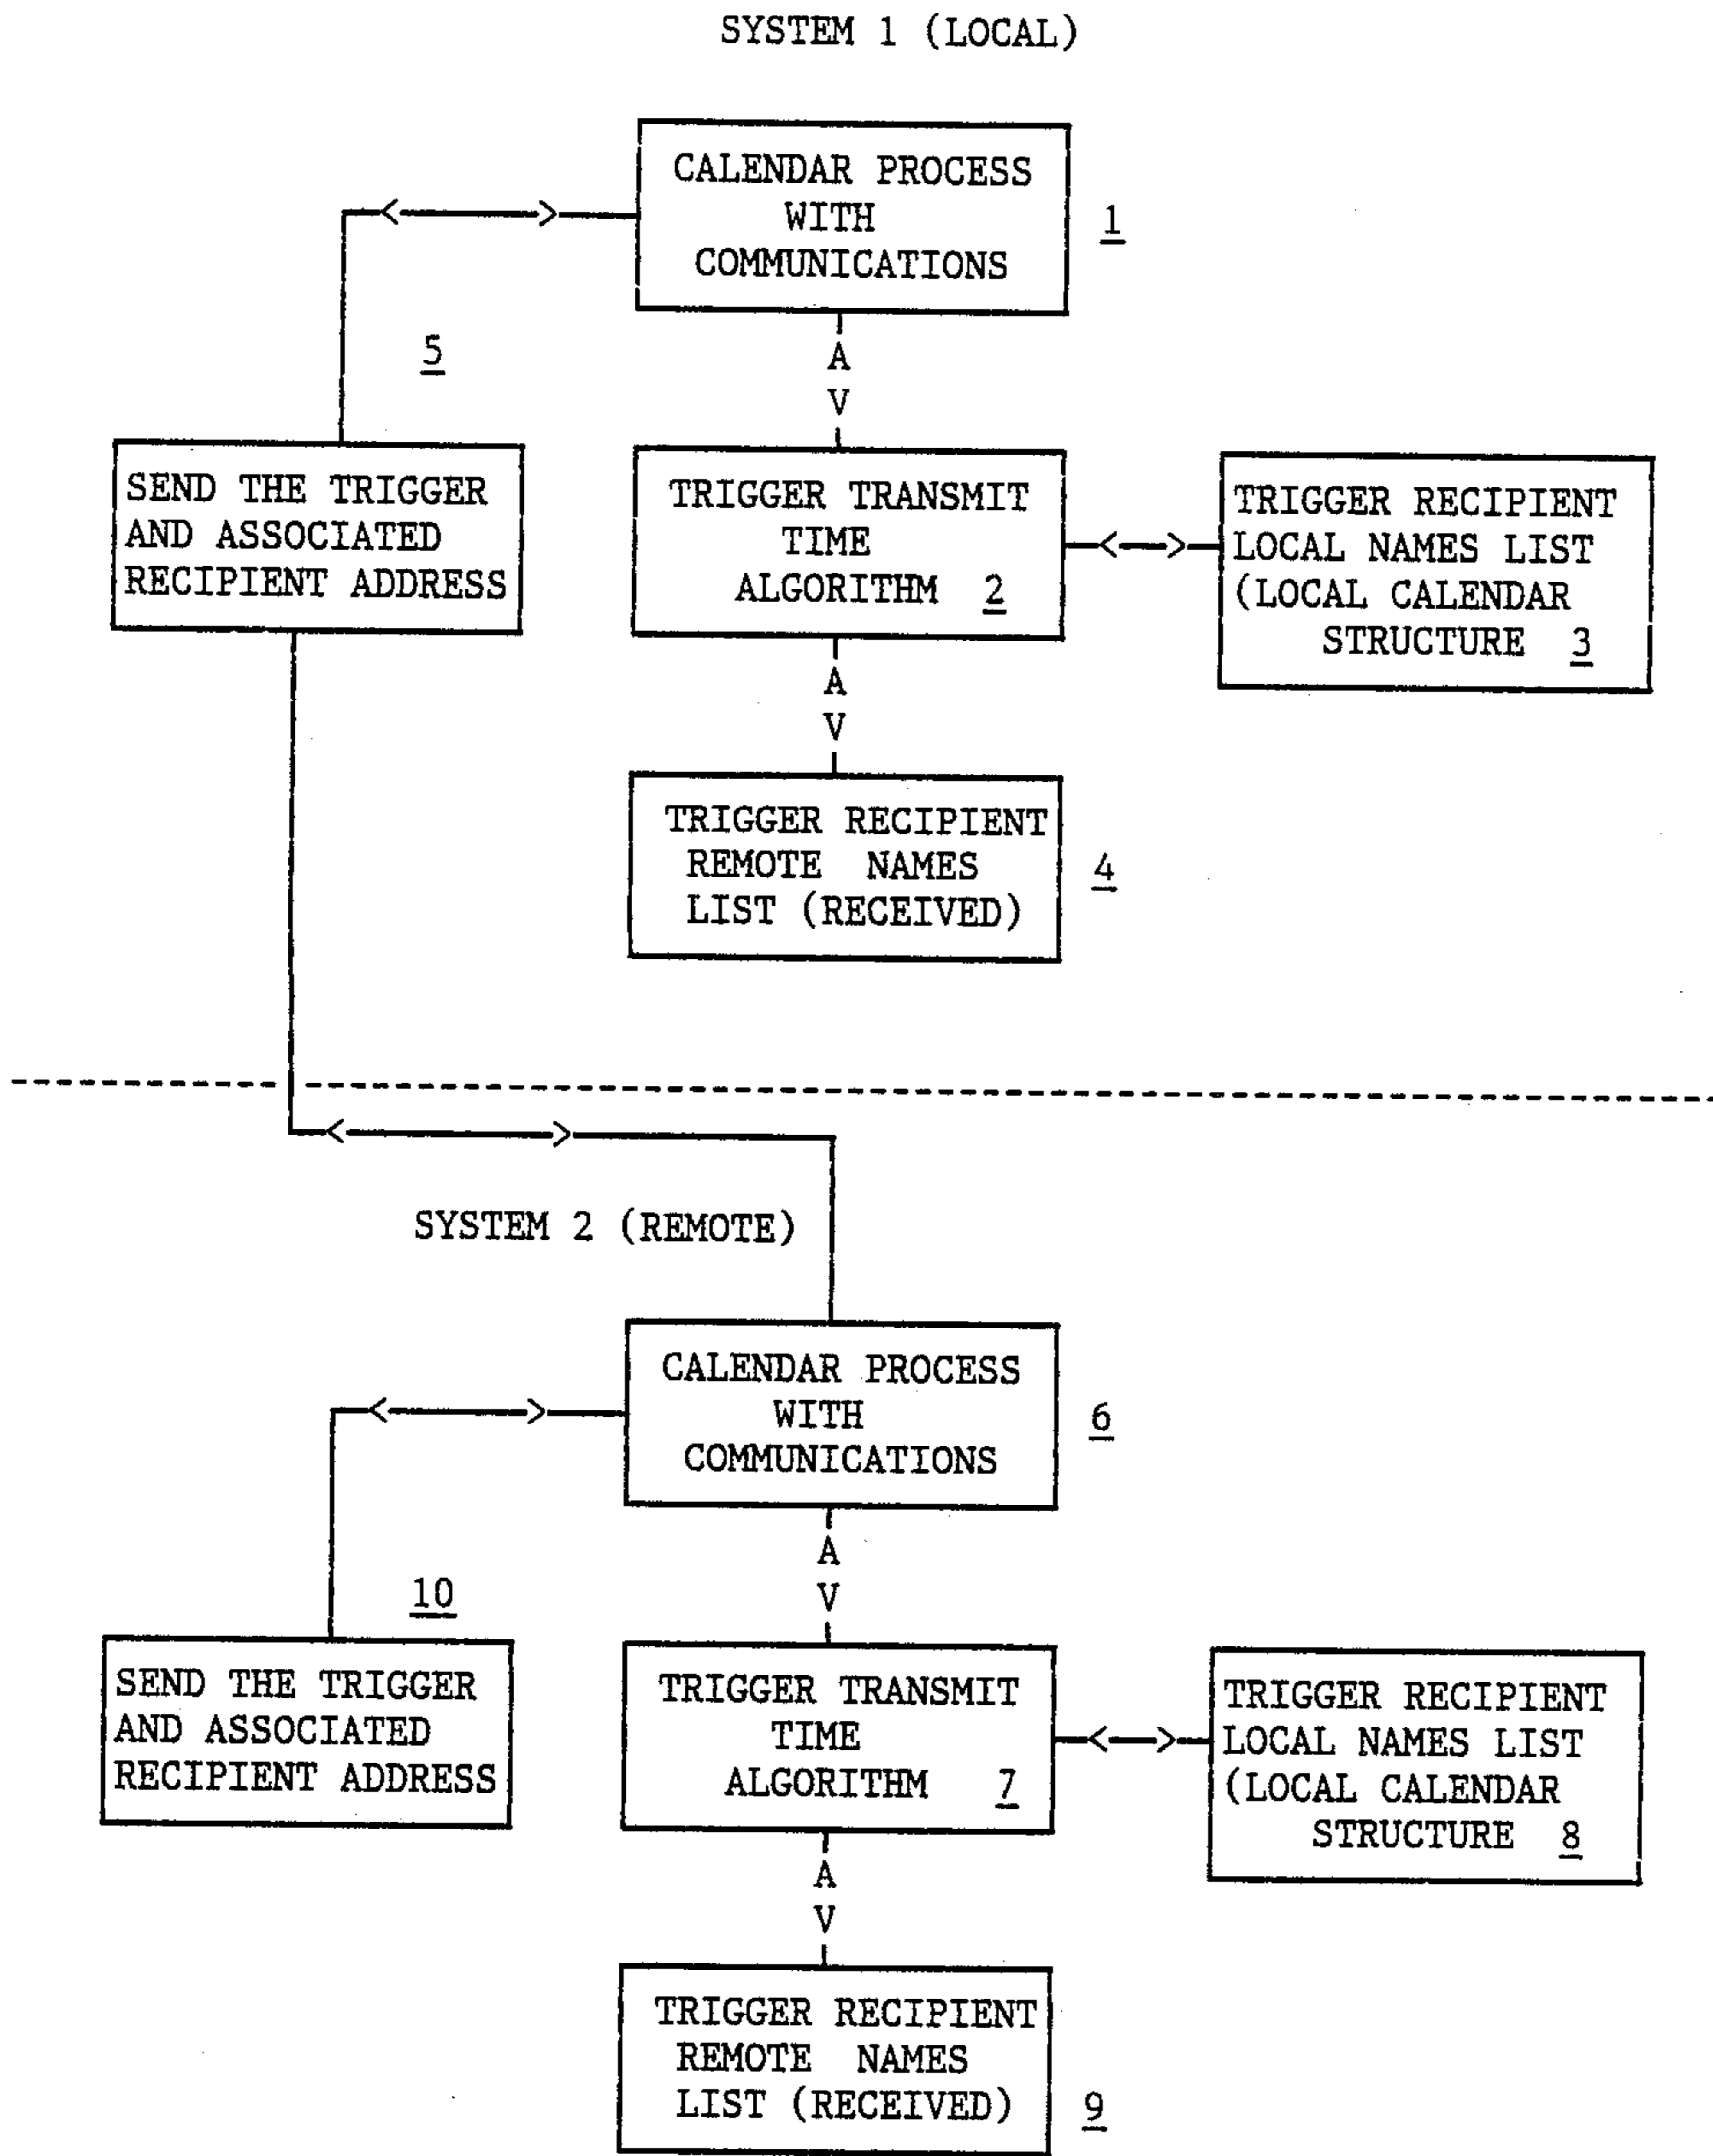 SYSTEM 1 (LOCAL)
CALENDAR PROCESS
WITH
COMMUNICATIONS
1
5
A
V
SEND THE TRIGGER
AND ASSOCIATED
RECIPIENT ADDRESS
TRIGGER TRANSMIT
TIME
ALGORITHM 2
TRIGGER RECIPIENT
LOCAL NAMES LIST
(LOCAL CALENDAR
STRUCTURE 3
A
V
TRIGGER RECIPIENT
REMOTE NAMES
LIST (RECEIVED)
4
SYSTEM 2 (REMOTE)
CALENDAR PROCESS
WITH
COMMUNICATIONS
6
A
V
10
SEND THE TRIGGER
AND ASSOCIATED
RECIPIENT ADDRESS
TRIGGER TRANSMIT
TIME
ALGORITHM 7
TRIGGER RECIPIENT
LOCAL NAMES LIST
(LOCAL CALENDAR
STRUCTURE 8
A
V
TRIGGER RECIPIENT
REMOTE NAMES
LIST (RECEIVED)
9